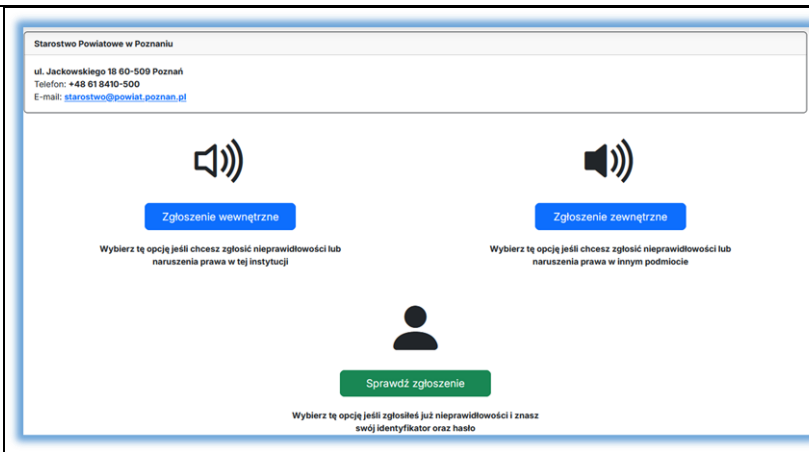 Starostwo Powiatowe w Poznaniu
ul. Jackowskiego 18 60-509 Poznań
Telefon: +48 61 8410-500
E-mail: starostwo@powiat.poznan.pl
Zgłoszenie wewnętrzne
Wybierz tę opcję jeśli chcesz zgłosić nieprawidłowości lub
naruszenia prawa w tej instytucji
Zgłoszenie zewnętrzne
Wybierz tę opcję jeśli chcesz zgłosić nieprawidłowości lub
naruszenia prawa w innym podmiocie
Sprawdź zgłoszenie
Wybierz tę opcję jeśli zgłosiłeś już nieprawidłowości i znasz
swój identyfikator oraz hasło